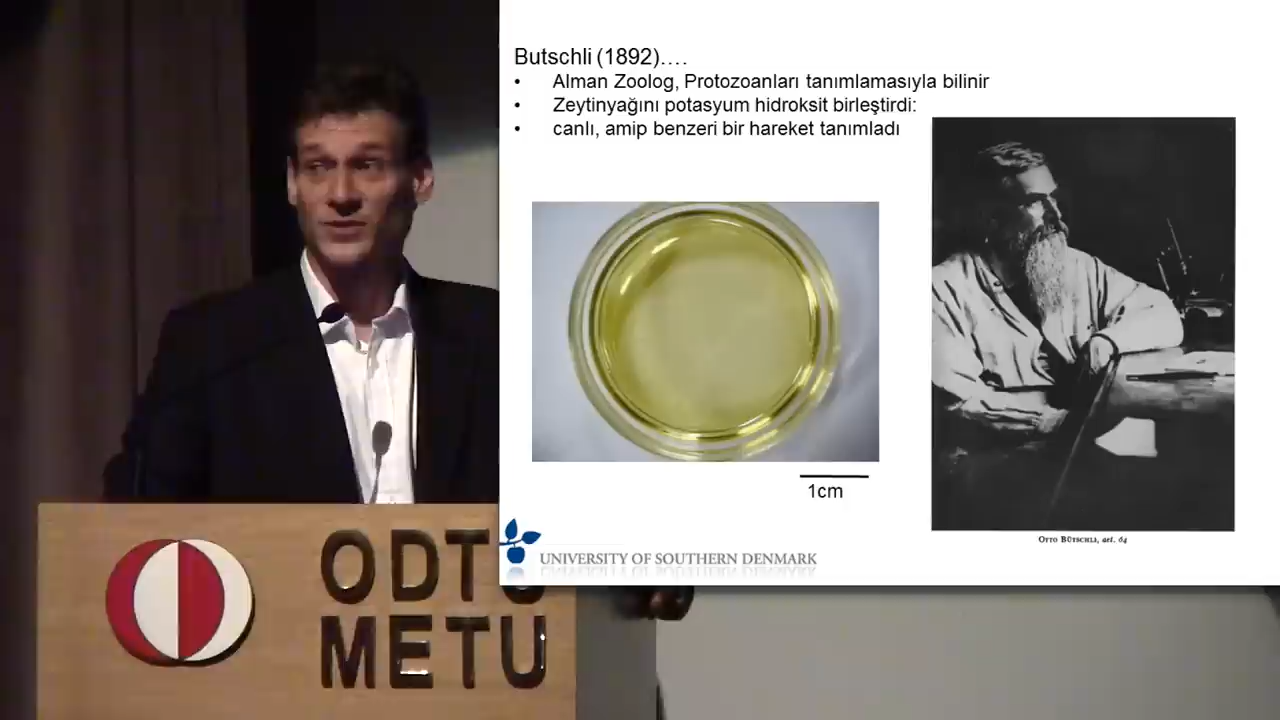 Butschli (1892)....
• Alman Zoolog, Protozoanları tanımlamasıyla bilinir
• Zeytinyağını potasyum hidroksit birleştirdi:
• canlı, amip benzeri bir hareket tanımladı
1cm
OTTO BÜTSCHLI, aet. 64
UNIVERSITY OF SOUTHERN DENMARK
ODT
METU